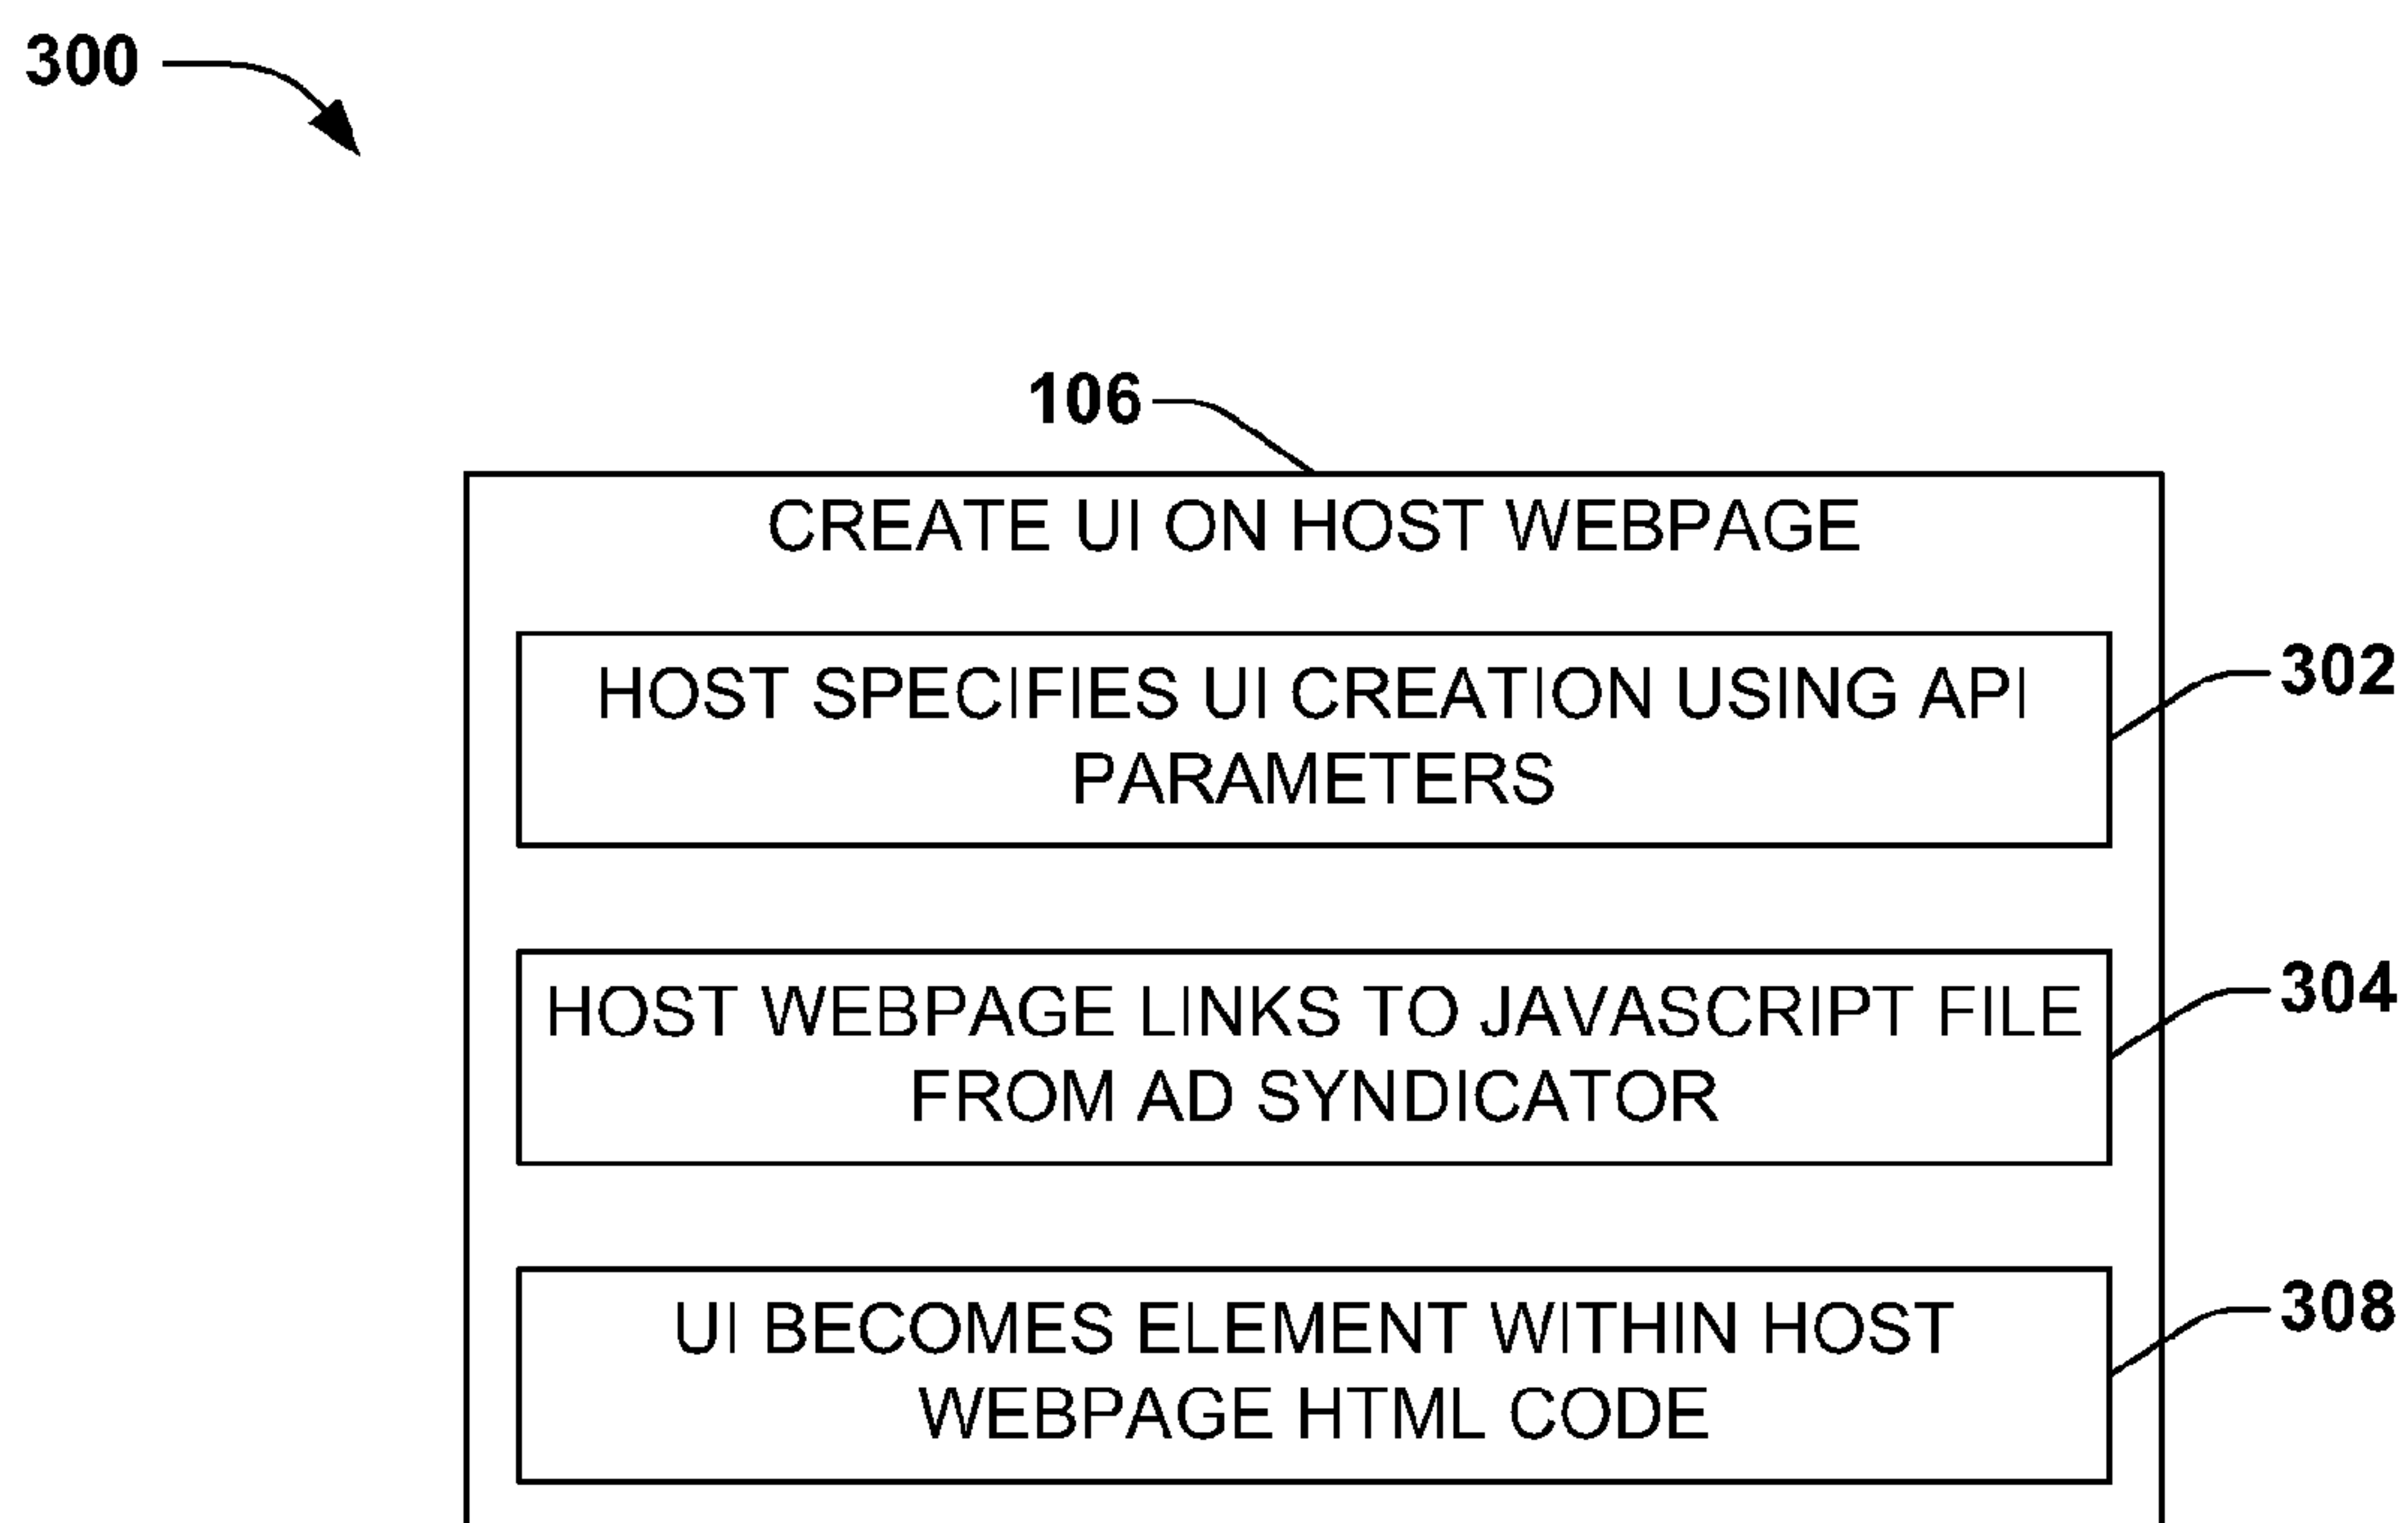 300
106
CREATE UI ON HOST WEBPAGE
HOST SPECIFIES UI CREATION USING API
PARAMETERS
302
HOST WEBPAGE LINKS TO JAVASCRIPT FILE
FROM AD SYNDICATOR
304
UI BECOMES ELEMENT WITHIN HOST
WEBPAGE HTML CODE
308